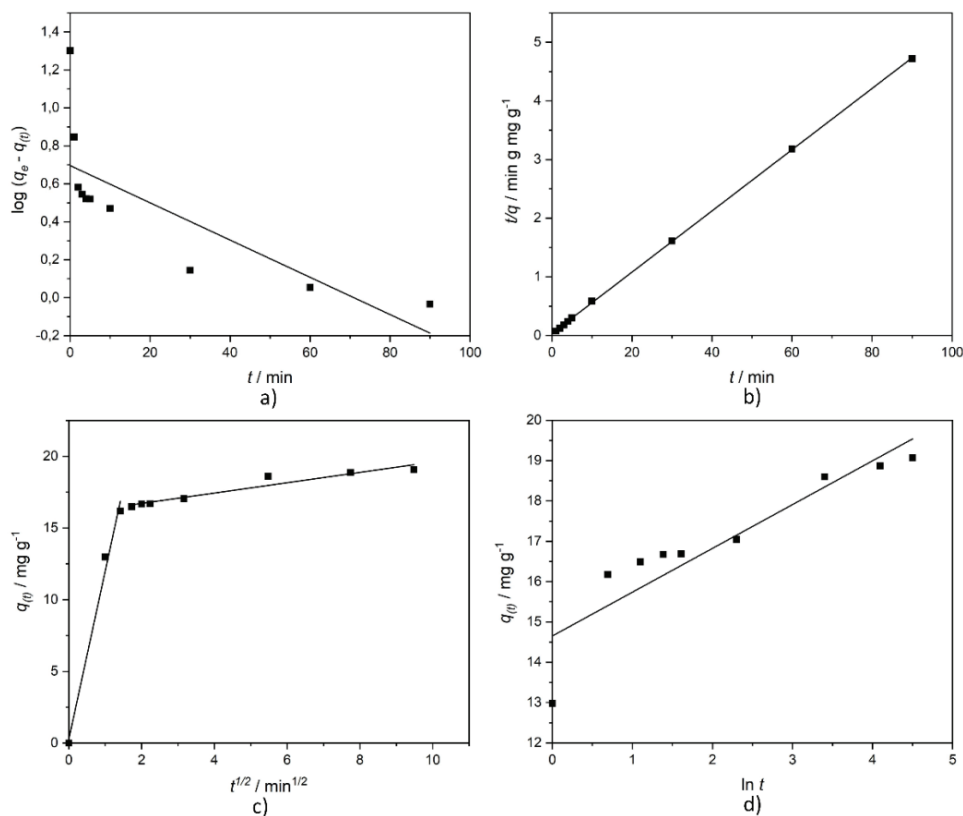 1,4
1,2
1,0
0,8
0,6
0,4
0,2
0,0
-0,2
log (qe - q(t))
0 20 40 60 80 100
t / min
a)
5
4
3
2
1
0
t/q / min g mg g-1
0 20 40 60 80 100
t / min
b)
20
15
10
5
0
q(t) / mg g-1
0 2 4 6 8 10
t1/2 / min1/2
c)
20
19
18
17
16
15
14
13
12
q(t) / mg g-1
0 1 2 3 4 5
ln t
d)